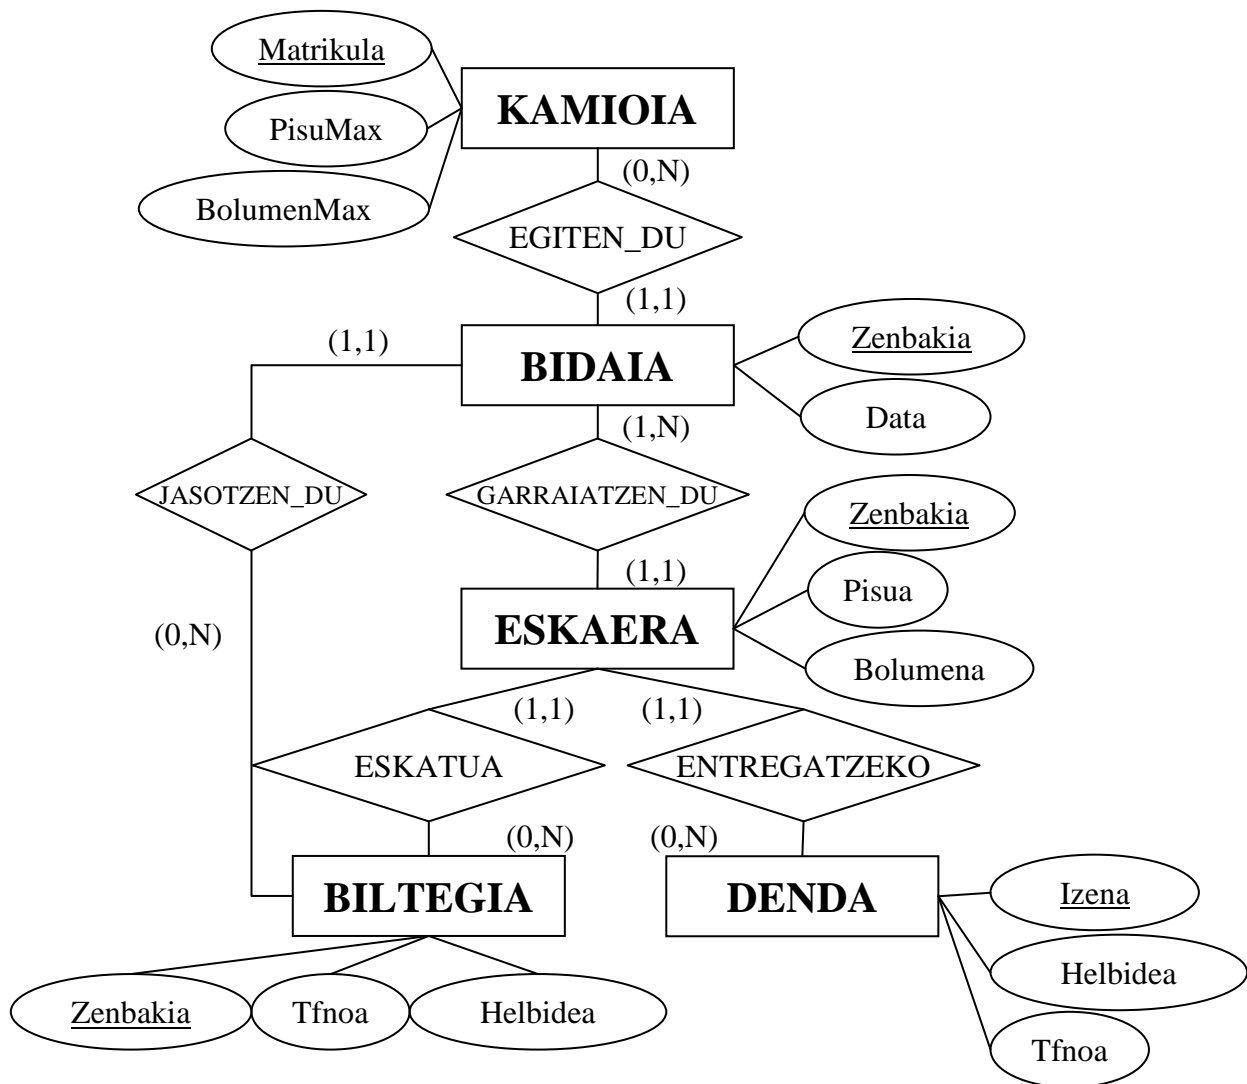 Matrikula
KAMIOIA
PisuMax
(0,N)
BolumenMax
EGITEN_DU
(1,1)
Zenbakia
(1,1)
BIDAIA
Data
(1,N)
JASOTZEN_DU
GARRAIATZEN_DU
Zenbakia
(1,1)
Pisua
ESKAERA
(0,N)
Bolumena
(1,1)
(1,1)
ESKATUA
ENTREGATZEKO
(0,N)
(0,N)
BILTEGIA
DENDA
Izena
Helbidea
Zenbakia
Tfnoa
Helbidea
Tfnoa